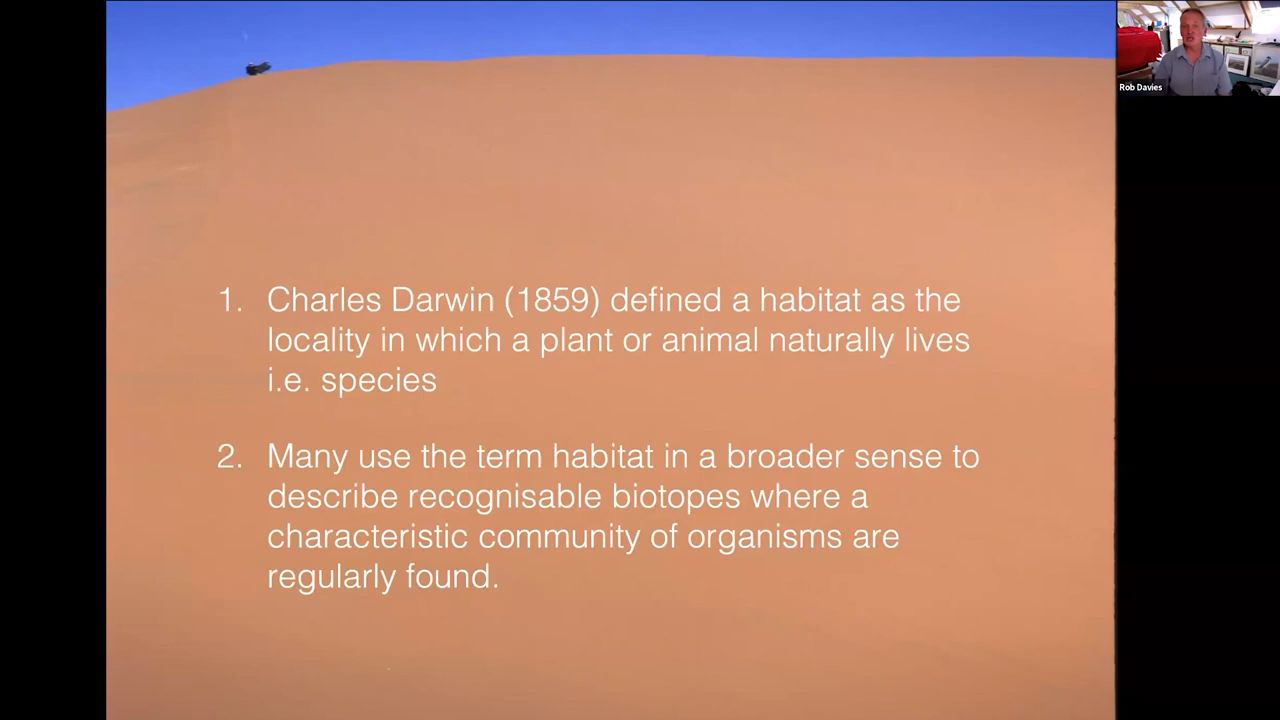 Rob Davies
1. Charles Darwin (1859) defined a habitat as the
locality in which a plant or animal naturally lives
i.e. species
2. Many use the term habitat in a broader sense to
describe recognisable biotopes where a
characteristic community of organisms are
regularly found.